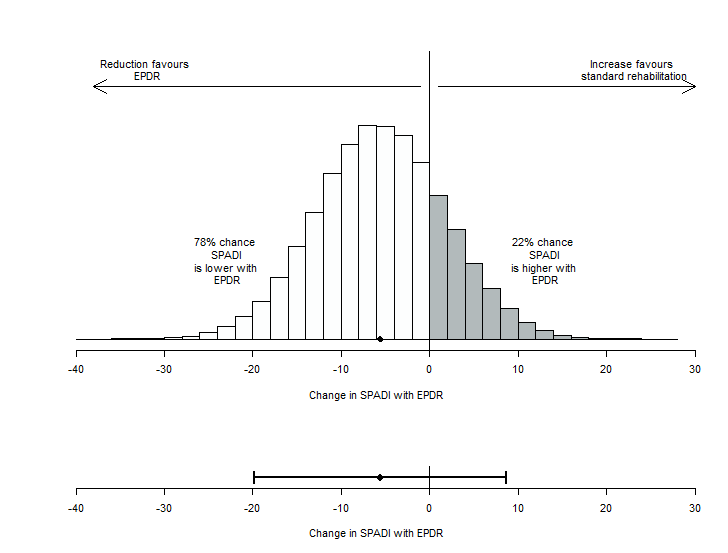 Reduction favours
EPDR
Increase favours
standard rehabilitation
78% chance
SPADI
is lower with
EPDR
22% chance
SPADI
is higher with
EPDR
-40 -30 -20 -10 0 10 20 30
Change in SPADI with EPDR
-40 -30 -20 -10 0 10 20 30
Change in SPADI with EPDR